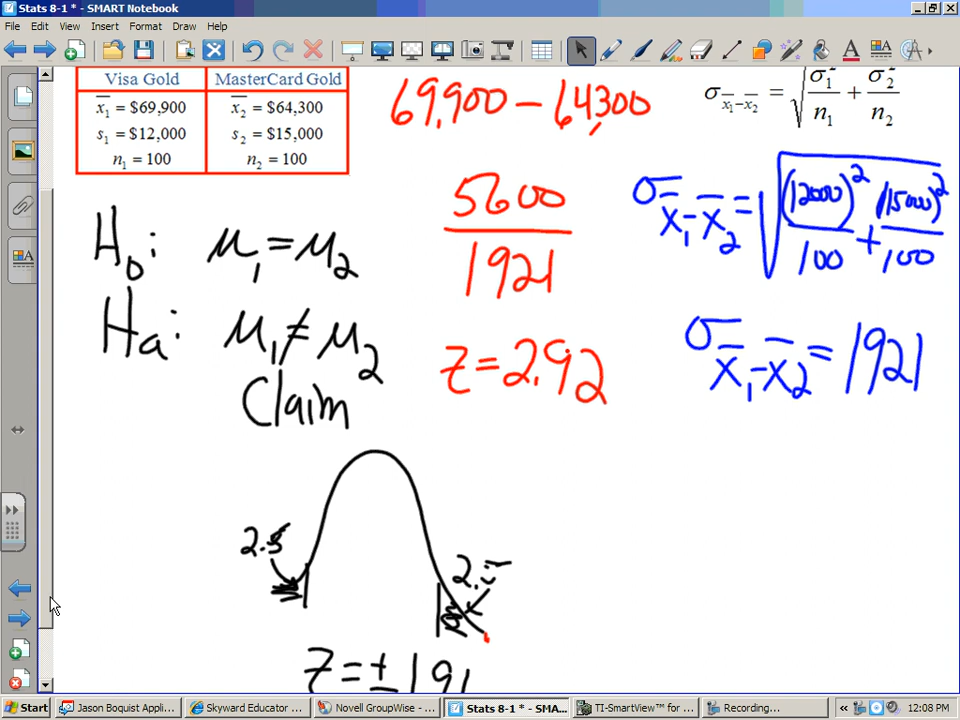 Stats 8-1 * - SMART Notebook
File Edit View Insert Format Draw Help
Visa Gold MasterCard Gold
x̄₁ = $69,900 x̄₂ = $64,300
s₁ = $12,000 s₂ = $15,000
n₁ = 100 n₂ = 100
69,900 − 64,300
σx̄₁−x̄₂ = √(σ₁²/n₁ + σ₂²/n₂)
5600
1921
σx̄₁−x̄₂ = √((12000)²/100 + (15000)²/100)
H₀: μ₁ = μ₂
Ha: μ₁ ≠ μ₂
Claim
z = 2.92
σx̄₁−x̄₂ = 1921
2.5
2.5
Z = ± 1.96
Start Jason Boquist Appli... Skyward Educator ... Novell GroupWise - ... Stats 8-1 * - SMA... TI-SmartView™ for ... Recording... « 12:08 PM